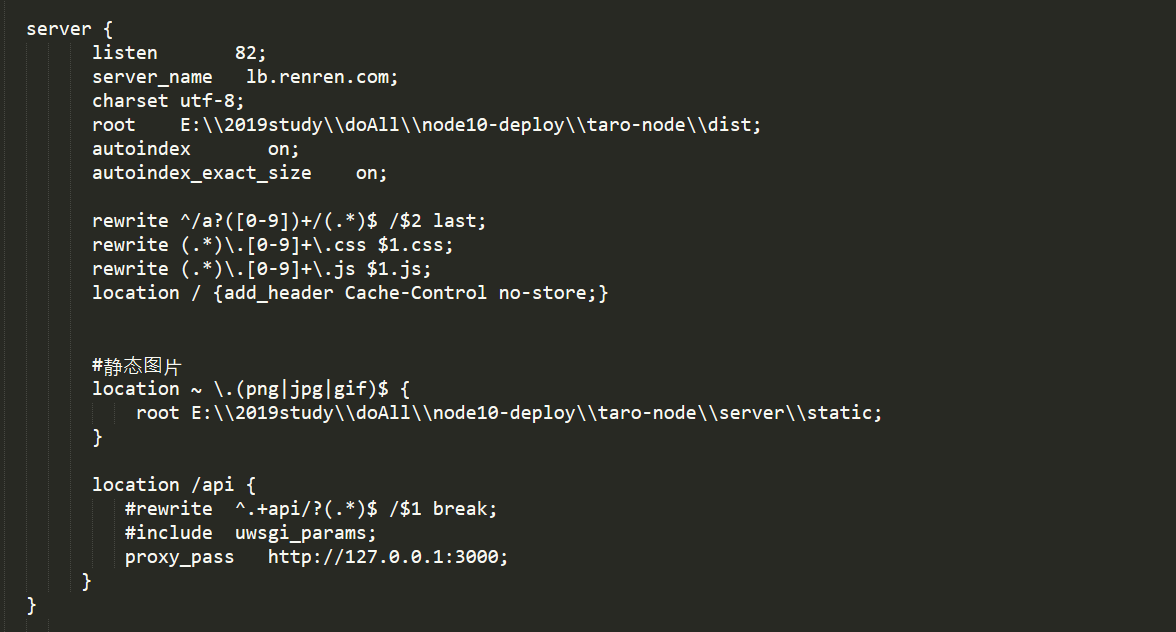 server {
listen 82;
server_name lb.renren.com;
charset utf-8;
root E:\\2019study\\doAll\\node10-deploy\\taro-node\\dist;
autoindex on;
autoindex_exact_size on;
rewrite ^/a?([0-9])+/(.*)$ /$2 last;
rewrite (.*)\.[0-9]+\.css $1.css;
rewrite (.*)\.[0-9]+\.js $1.js;
location / {add_header Cache-Control no-store;}
#静态图片
location ~ \.(png|jpg|gif)$ {
root E:\\2019study\\doAll\\node10-deploy\\taro-node\\server\\static;
}
location /api {
#rewrite ^.+api/?(.*)$ /$1 break;
#include uwsgi_params;
proxy_pass http://127.0.0.1:3000;
}
}